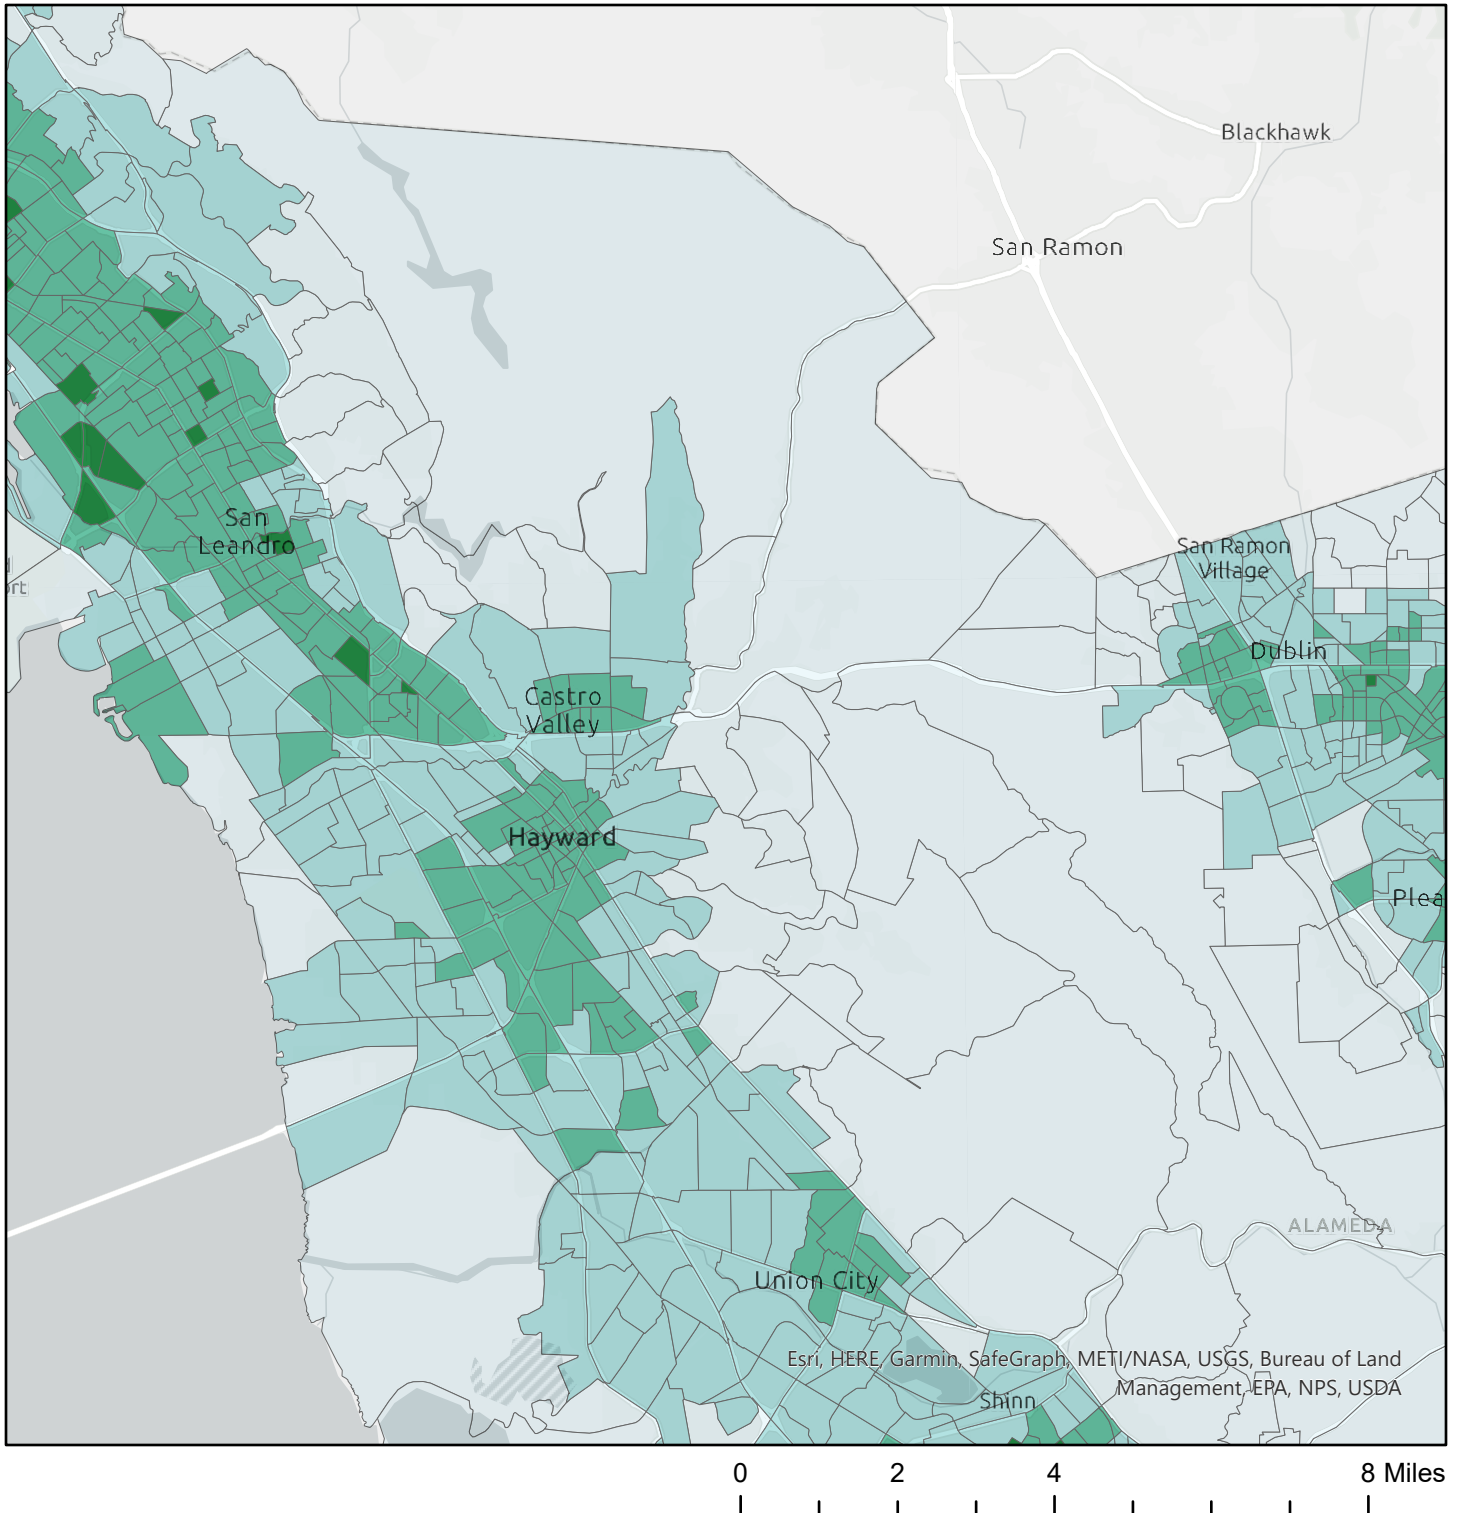 Blackhawk
San Ramon
San
Leandro
San Ramon
Village
ort
Dublin
Castro
Valley
Hayward
Plea
ALAMEDA
Union City
Esri, HERE, Garmin, SafeGraph, METI/NASA, USGS, Bureau of Land
Management, EPA, NPS, USDA
Shinn
0 2 4 8 Miles